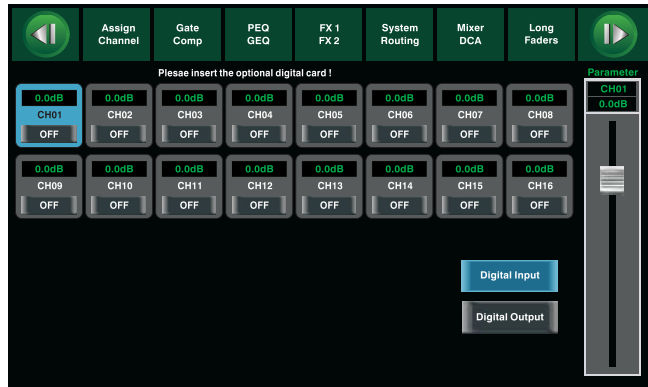 Assign Channel
Gate Comp
PEQ GEQ
FX 1 FX 2
System Routing
Mixer DCA
Long Faders
Plesae insert the optional digital card !
Parameter
CH01
0.0dB
0.0dB 0.0dB 0.0dB 0.0dB 0.0dB 0.0dB 0.0dB 0.0dB
CH01 CH02 CH03 CH04 CH05 CH06 CH07 CH08
OFF OFF OFF OFF OFF OFF OFF OFF
0.0dB 0.0dB 0.0dB 0.0dB 0.0dB 0.0dB 0.0dB 0.0dB
CH09 CH10 CH11 CH12 CH13 CH14 CH15 CH16
OFF OFF OFF OFF OFF OFF OFF OFF
Digital Input
Digital Output